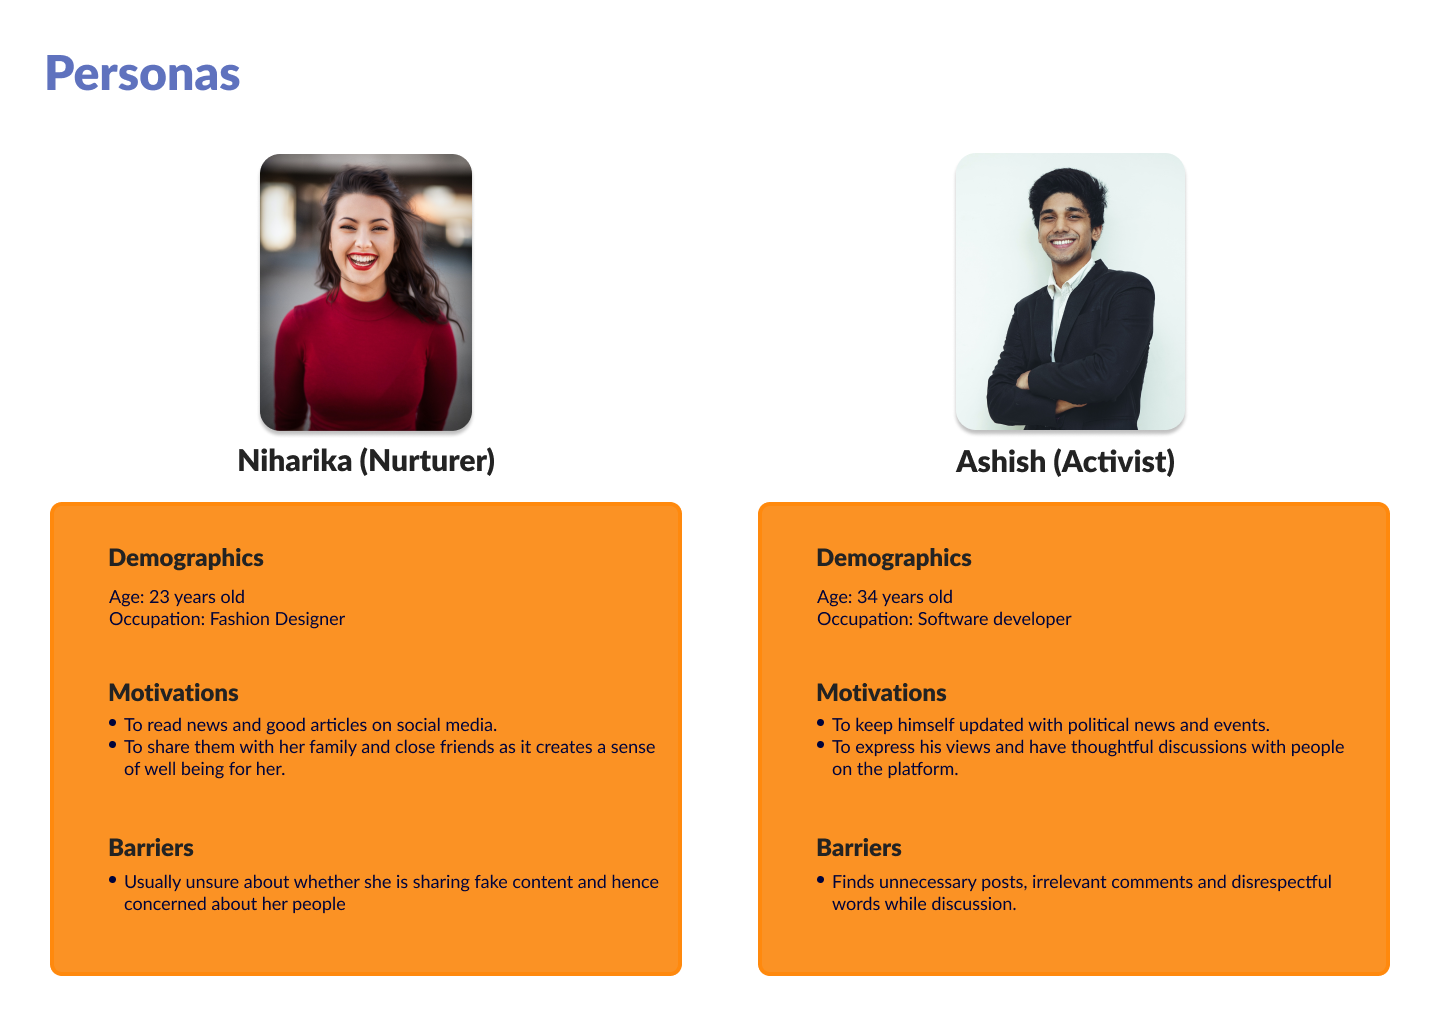 Personas
Niharika (Nurturer)
Demographics
Age: 23 years old
Occupation: Fashion Designer
Motivations
• To read news and good articles on social media.
• To share them with her family and close friends as it creates a sense
of well being for her.
Barriers
• Usually unsure about whether she is sharing fake content and hence
concerned about her people
Ashish (Activist)
Demographics
Age: 34 years old
Occupation: Software developer
Motivations
• To keep himself updated with political news and events.
• To express his views and have thoughtful discussions with people
on the platform.
Barriers
• Finds unnecessary posts, irrelevant comments and disrespectful
words while discussion.